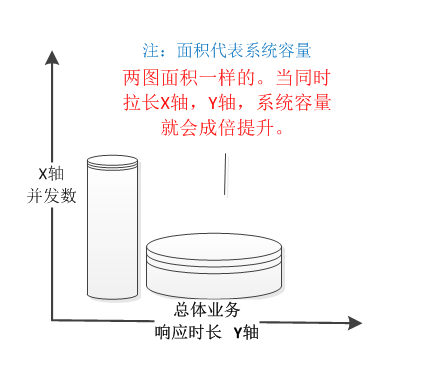 注：面积代表系统容量
两图面积一样的。当同时
拉长X轴，Y轴，系统容量
就会成倍提升。
X轴
并发数
总体业务
响应时长 Y轴